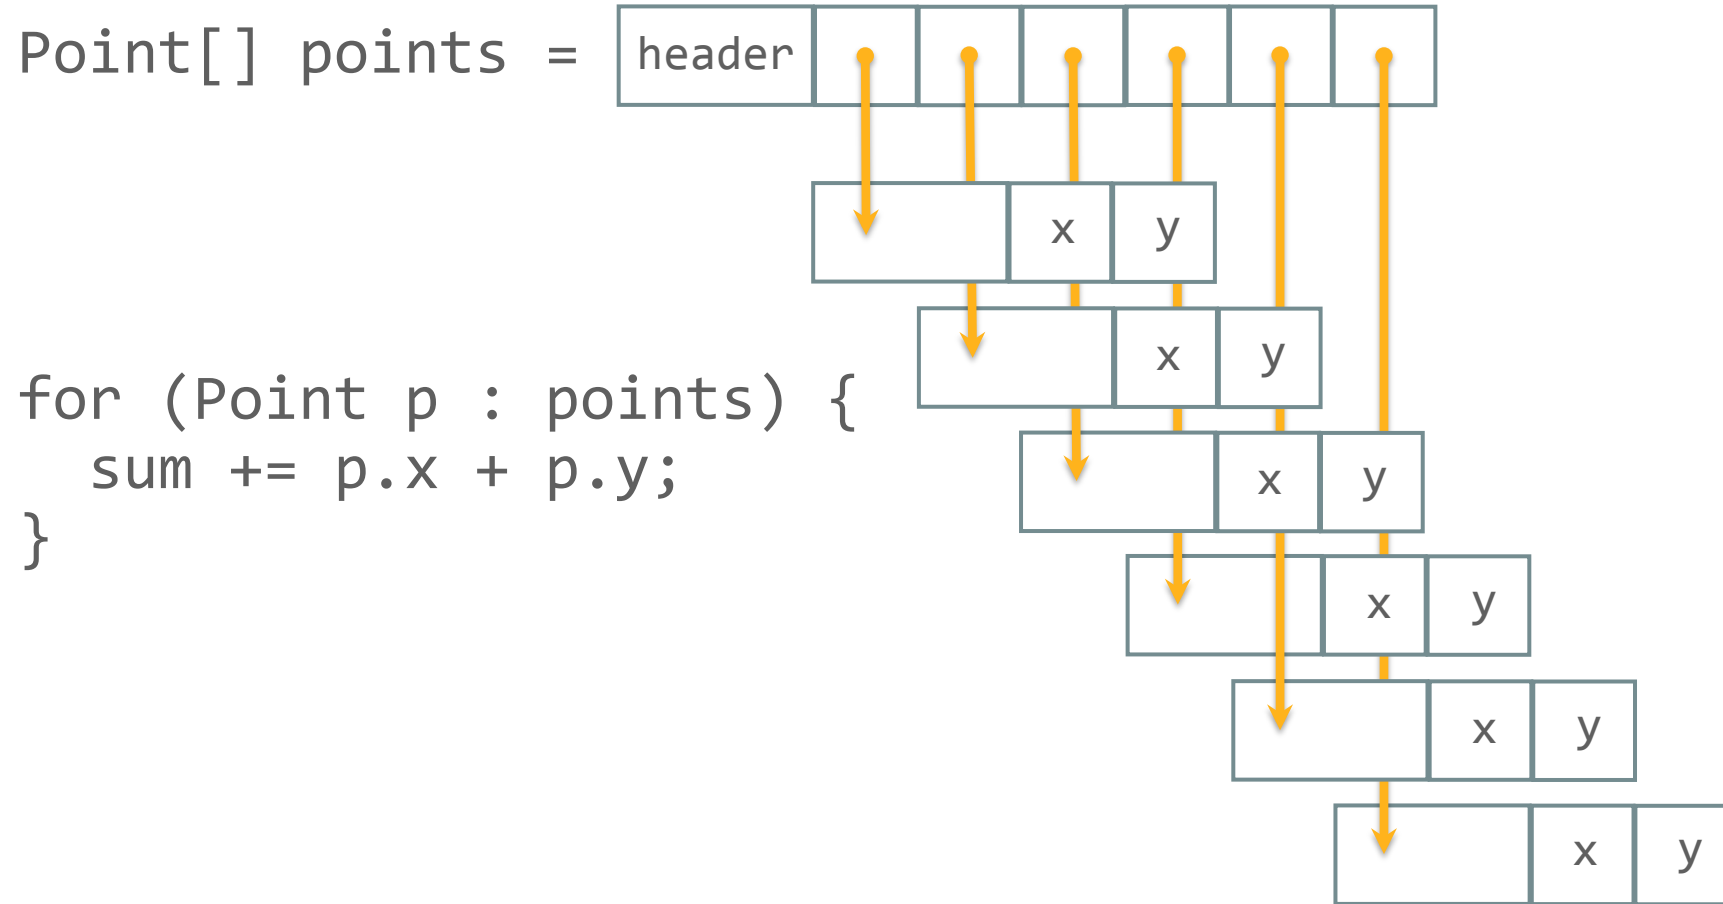 Point[] points = header
x y
x y
for (Point p : points) {
x y
  sum += p.x + p.y;
}
x y
x y
x y